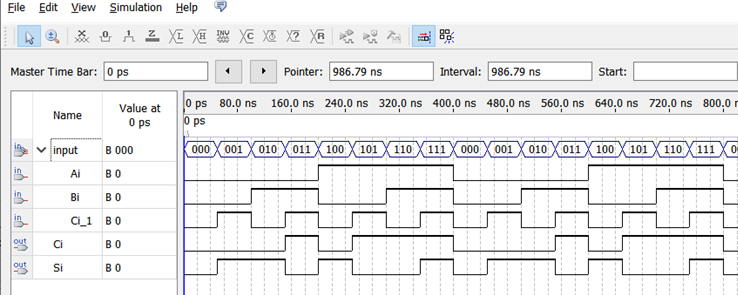 File Edit View Simulation Help
Master Time Bar: 0 ps Pointer: 986.79 ns Interval: 986.79 ns Start:
Name Value at 0 ps
0 ps 80.0 ns 160.0 ns 240.0 ns 320.0 ns 400.0 ns 480.0 ns 560.0 ns 640.0 ns 720.0 ns 800.0
0 ps
input B 000 000 001 010 011 100 101 110 111 000 001 010 011 100 101 110 111
Ai B 0
Bi B 0
Ci_1 B 0
Ci B 0
Si B 0